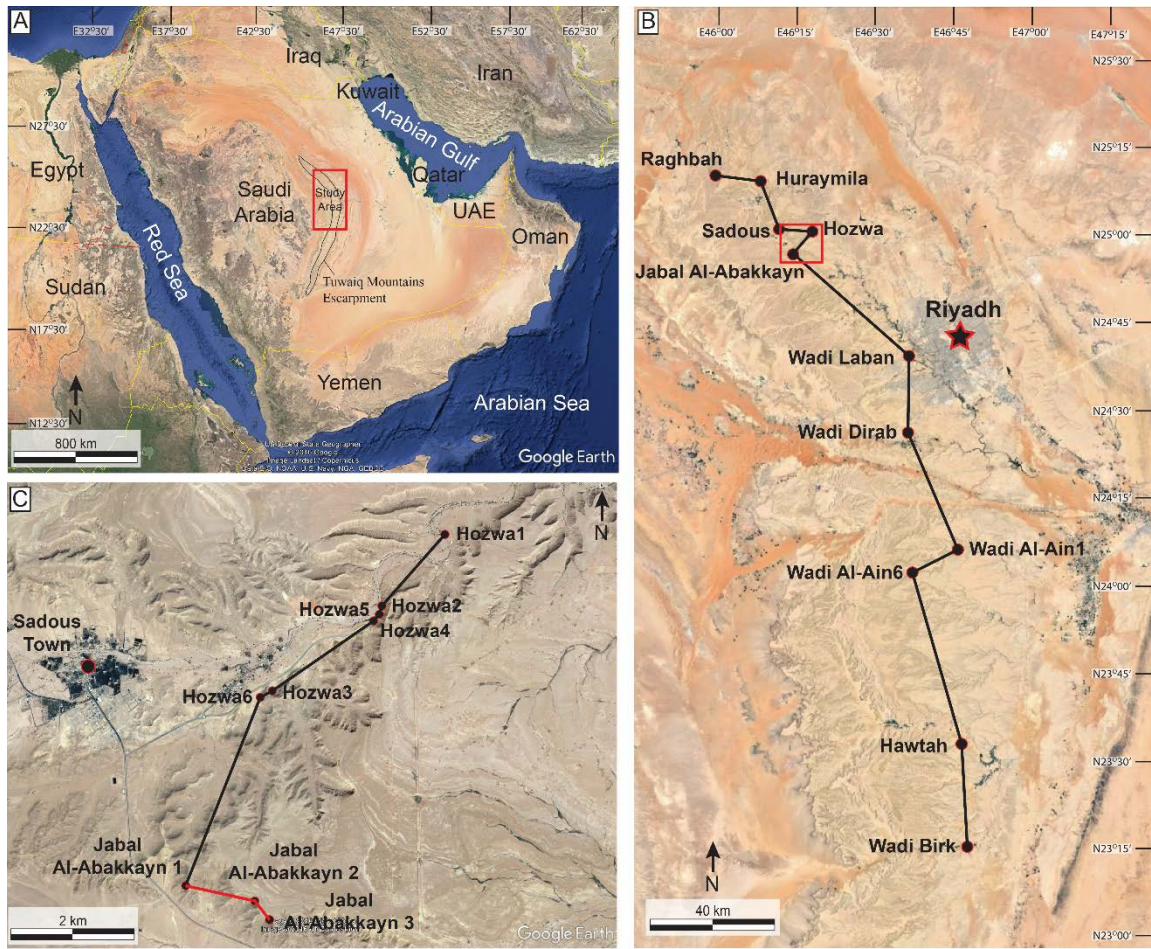 A
E32°30'
E37°30'
E42°30'
E47°30'
E52°30'
E57°30'
E62°30'
Iraq
Iran
Kuwait
N27°30'
Arabian Gulf
Egypt
Qatar
Saudi
Arabia
Study
Area
UAE
N22°30'
Oman
Red Sea
Sudan
Tuwaiq Mountains
Escarpment
N17°30'
Yemen
Arabian Sea
N
N12°30'
800 km
Google Earth
B
E46°00'
E46°15'
E46°30'
E46°45'
E47°00'
E47°15'
N25°30'
N25°15'
Raghbah
Huraymila
Sadous
Hozwa
N25°00'
Jabal Al-Abakkayn
Riyadh
N24°45'
Wadi Laban
N24°30'
Wadi Dirab
N24°15'
Wadi Al-Ain1
Wadi Al-Ain6
N24°00'
N23°45'
Hawtah
N23°30'
Wadi Birk
N23°15'
N
40 km
N23°00'
C
N
Hozwa1
Hozwa5
Hozwa2
Hozwa4
Sadous
Town
Hozwa6
Hozwa3
Jabal
Al-Abakkayn 1
Jabal
Al-Abakkayn 2
Jabal
Al-Abakkayn 3
2 km